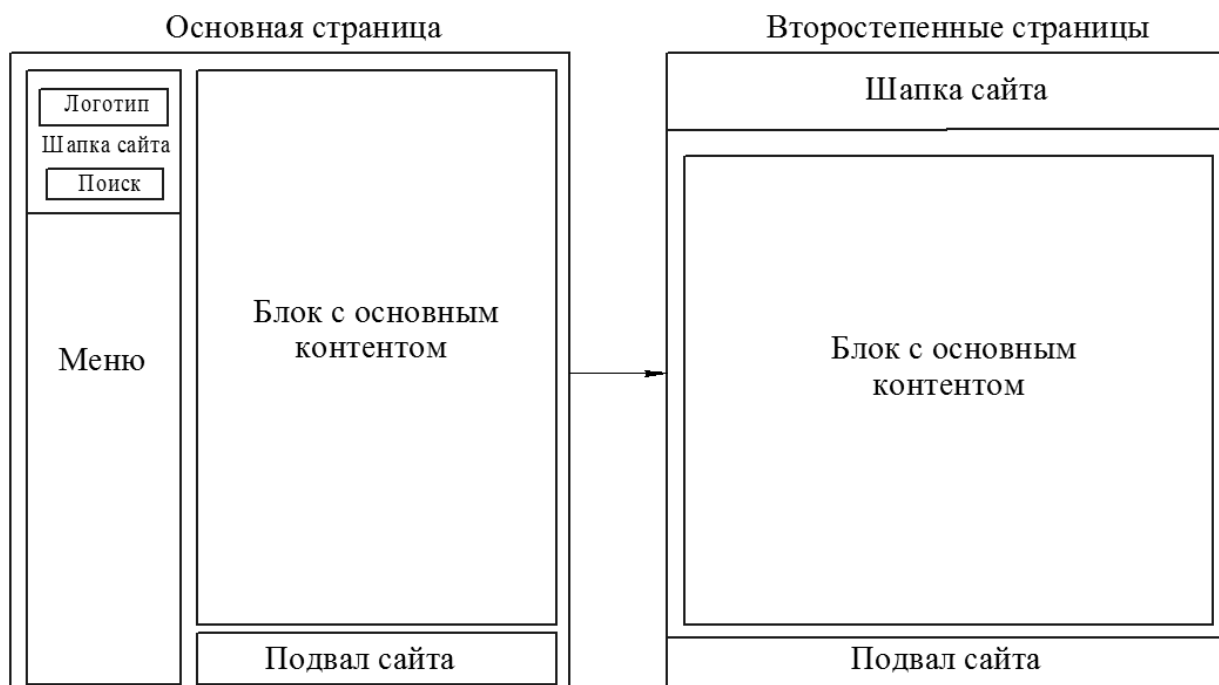 Основная страница
Логотип
Шапка сайта
Поиск
Меню
Блок с основным
контентом
Подвал сайта
Второстепенные страницы
Шапка сайта
Блок с основным
контентом
Подвал сайта